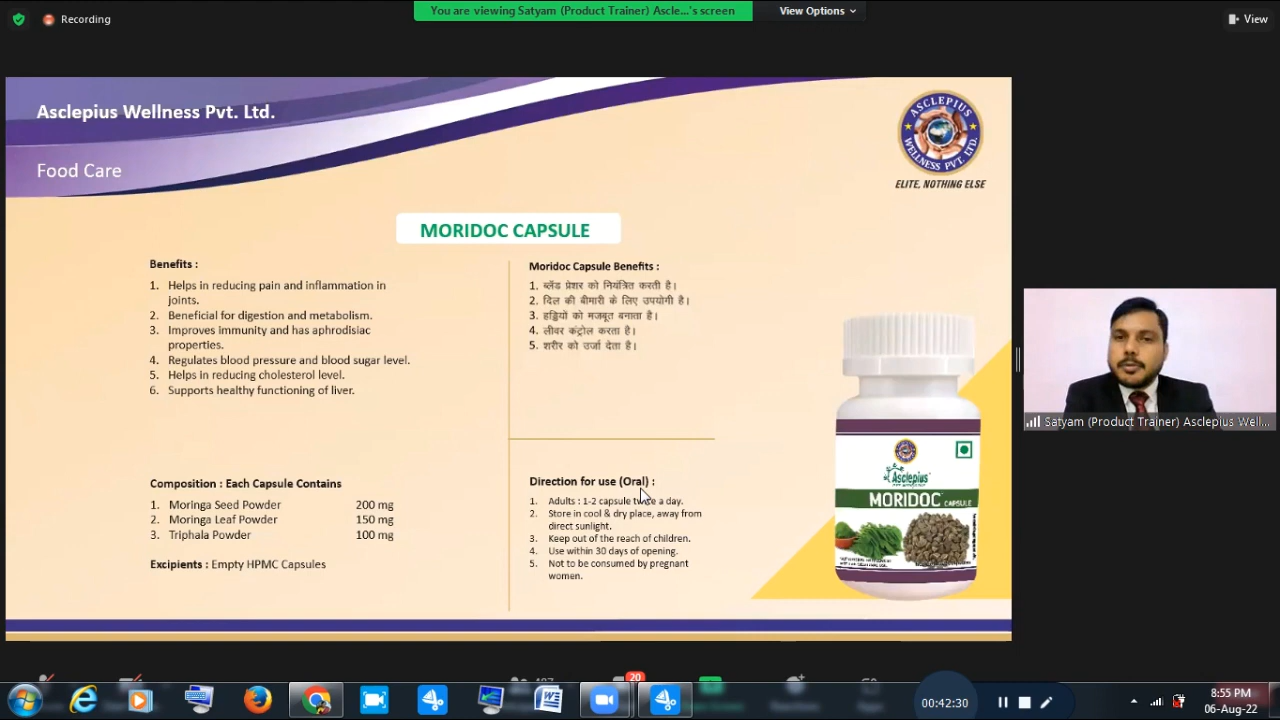 Recording
You are viewing Satyam (Product Trainer) Ascle...'s screen
View Options
View
Asclepius Wellness Pvt. Ltd.
Food Care
ASCLEPIUS
WELLNESS PVT. LTD.
ELITE, NOTHING ELSE
MORIDOC CAPSULE
Benefits :
1. Helps in reducing pain and inflammation in
joints.
2. Beneficial for digestion and metabolism.
3. Improves immunity and has aphrodisiac
properties.
4. Regulates blood pressure and blood sugar level.
5. Helps in reducing cholesterol level.
6. Supports healthy functioning of liver.
Moridoc Capsule Benefits :
1. ब्लड प्रेशर को नियंत्रित करती है।
2. दिल की बीमारी के लिए उपयोगी है।
3. हड्डियों को मजबूत बनाता है।
4. लीवर कंट्रोल करता है।
5. शरीर को उर्जा देता है।
Composition : Each Capsule Contains
1. Moringa Seed Powder 200 mg
2. Moringa Leaf Powder 150 mg
3. Triphala Powder 100 mg
Excipients : Empty HPMC Capsules
Direction for use (Oral) :
1. Adults : 1-2 capsule twice a day.
2. Store in cool & dry place, away from
direct sunlight.
3. Keep out of the reach of children.
4. Use within 30 days of opening.
5. Not to be consumed by pregnant
women.
Asclepius
MORIDOC CAPSULE
Satyam (Product Trainer) Asclepius Well...
20
00:42:30
8:55 PM
06-Aug-22